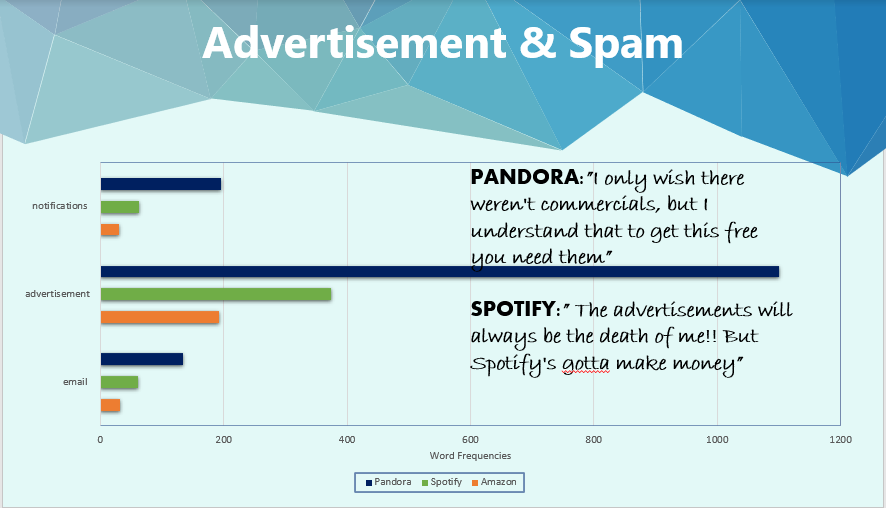 Advertisement & Spam
notifications
advertisement
email
PANDORA:"I only wish there
weren't commercials, but I
understand that to get this free
you need them"
SPOTIFY:" The advertisements will
always be the death of me!! But
Spotify's gotta make money"
0 200 400 600 800 1000 1200
Word Frequencies
Pandora Spotify Amazon